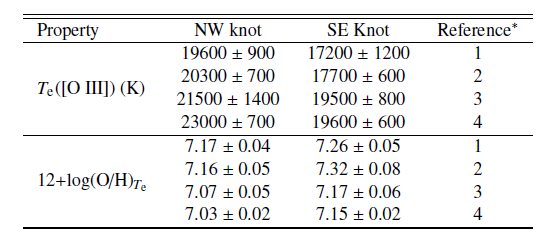 Property NW knot SE Knot Reference*
19600 ± 900 17200 ± 1200 1
20300 ± 700 17700 ± 600 2
Te([O III]) (K)
21500 ± 1400 19500 ± 800 3
23000 ± 700 19600 ± 600 4
7.17 ± 0.04 7.26 ± 0.05 1
7.16 ± 0.05 7.32 ± 0.08 2
12+log(O/H)Te
7.07 ± 0.05 7.17 ± 0.06 3
7.03 ± 0.02 7.15 ± 0.02 4